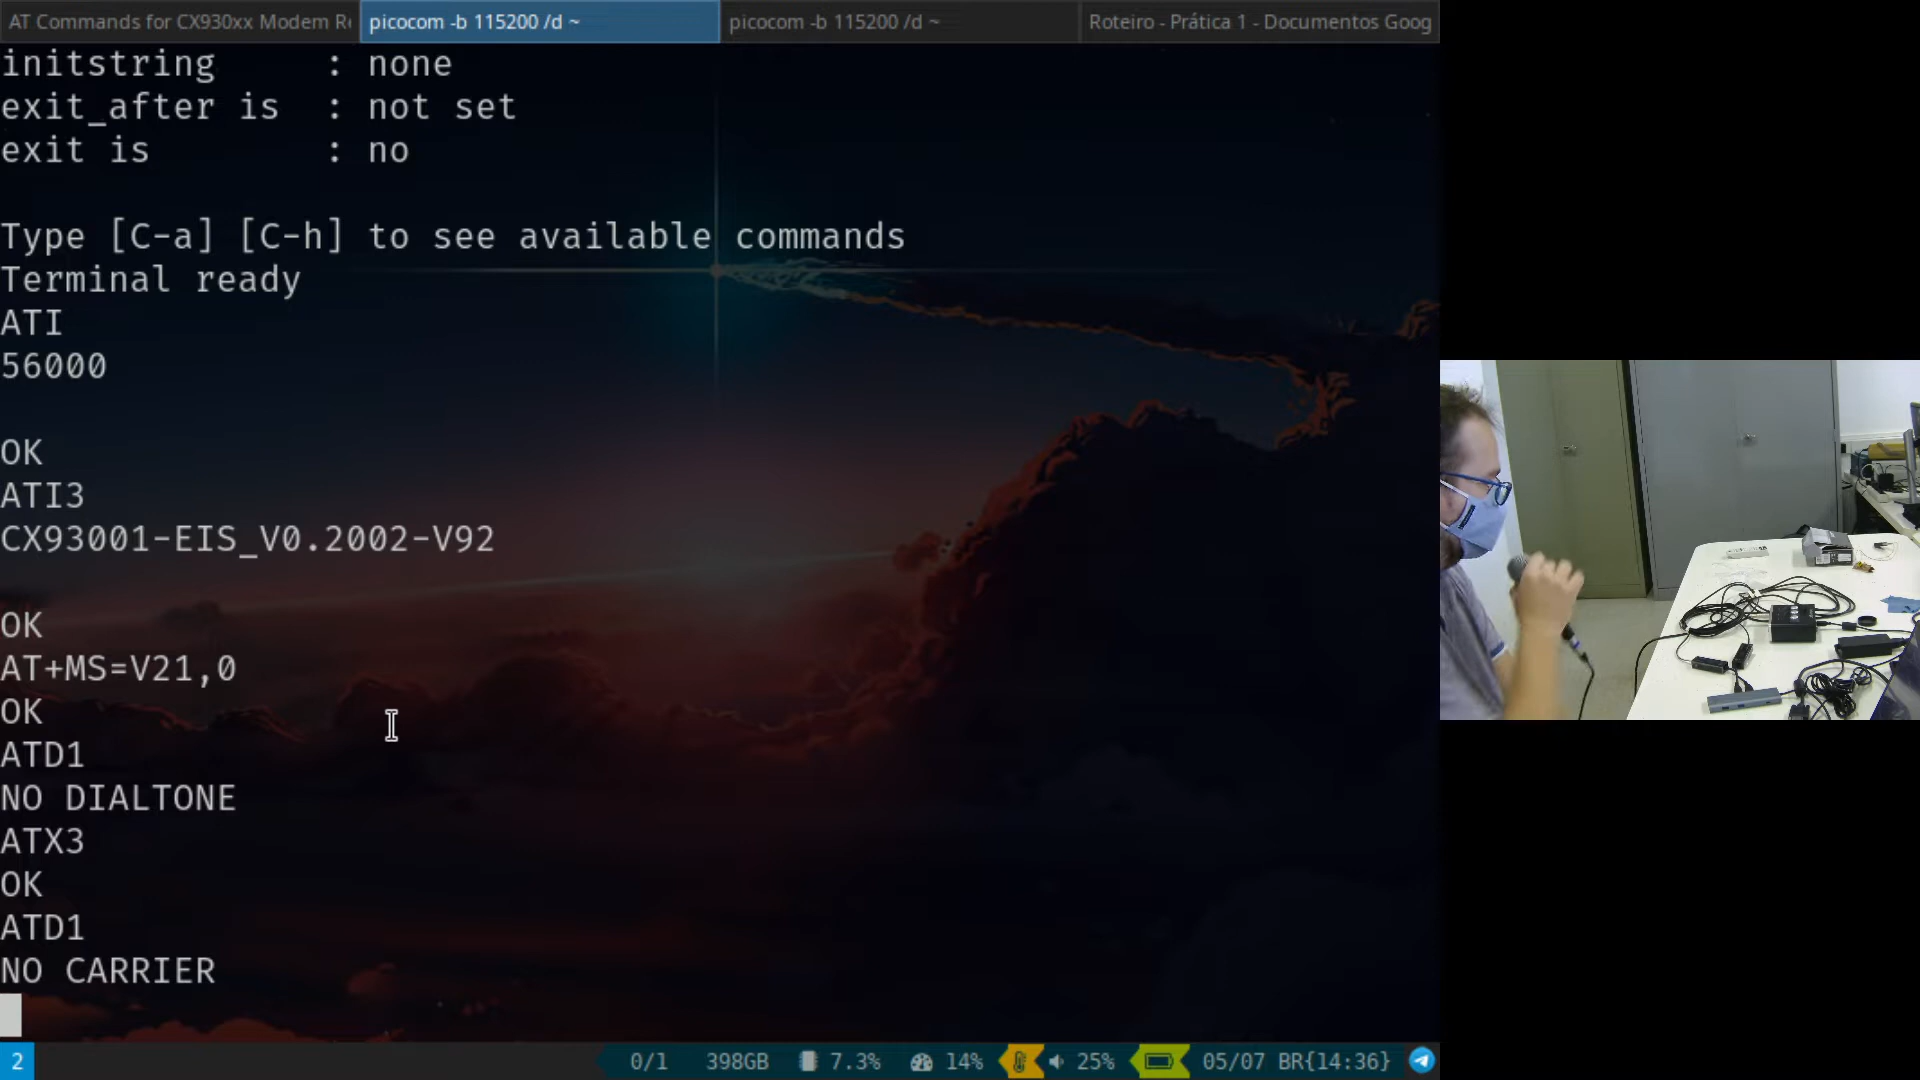 AT Commands for CX930xx Modem Re
picocom -b 115200 /d ~
picocom -b 115200 /d ~
Roteiro - Prática 1 - Documentos Goog
initstring : none
exit_after is : not set
exit is : no
Type [C-a] [C-h] to see available commands
Terminal ready
ATI
56000
OK
ATI3
CX93001-EIS_V0.2002-V92
OK
AT+MS=V21,0
OK
ATD1
NO DIALTONE
ATX3
OK
ATD1
NO CARRIER
2
0/1 398GB 7.3% 14% 25% 05/07 BR{14:36}